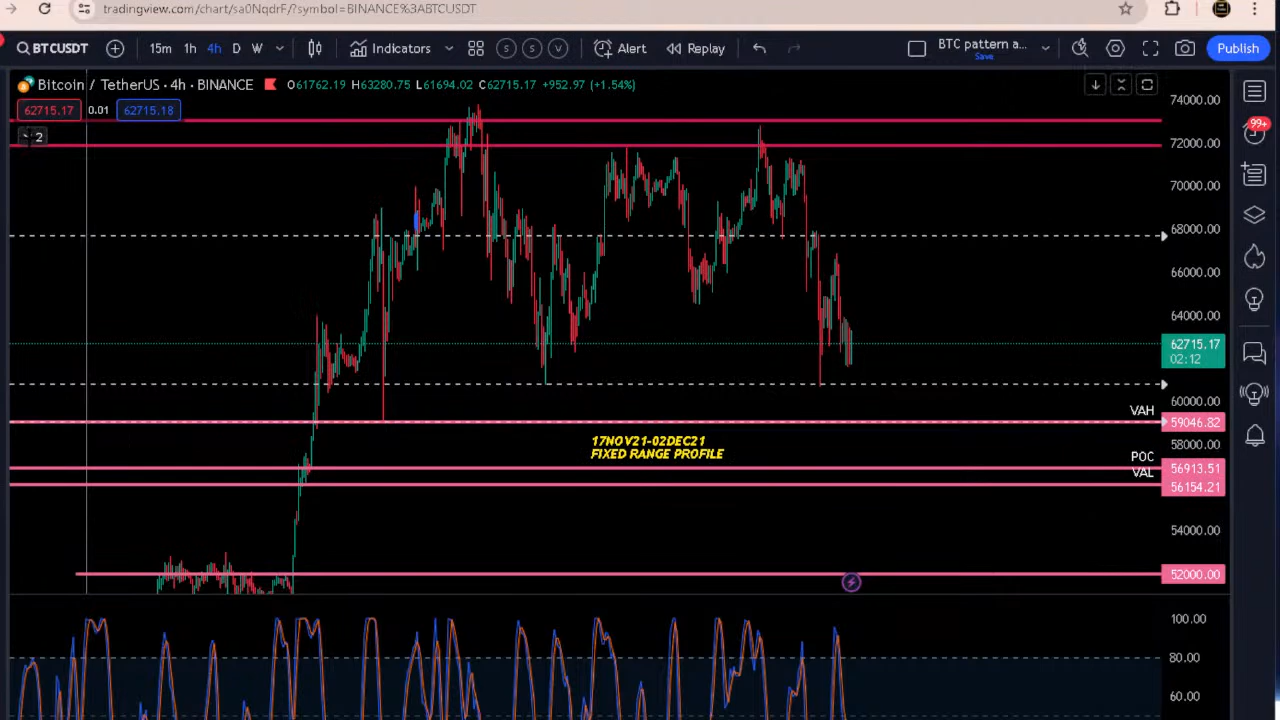 tradingview.com/chart/sa0NqdrF/?symbol=BINANCE%3ABTCUSDT
BTCUSDT 15m 1h 4h D W Indicators S S V Alert Replay BTC pattern a... Publish
Save
Bitcoin / TetherUS · 4h · BINANCE O61762.19 H63280.75 L61694.02 C62715.17 +952.97 (+1.54%)
62715.17 0.01 62715.18
2
99+
74000.00
72000.00
70000.00
68000.00
66000.00
64000.00
62715.17
02:12
60000.00
VAH 59046.82
17NOV21-02DEC21
FIXED RANGE PROFILE
58000.00
POC 56913.51
VAL 56154.21
54000.00
52000.00
100.00
80.00
60.00